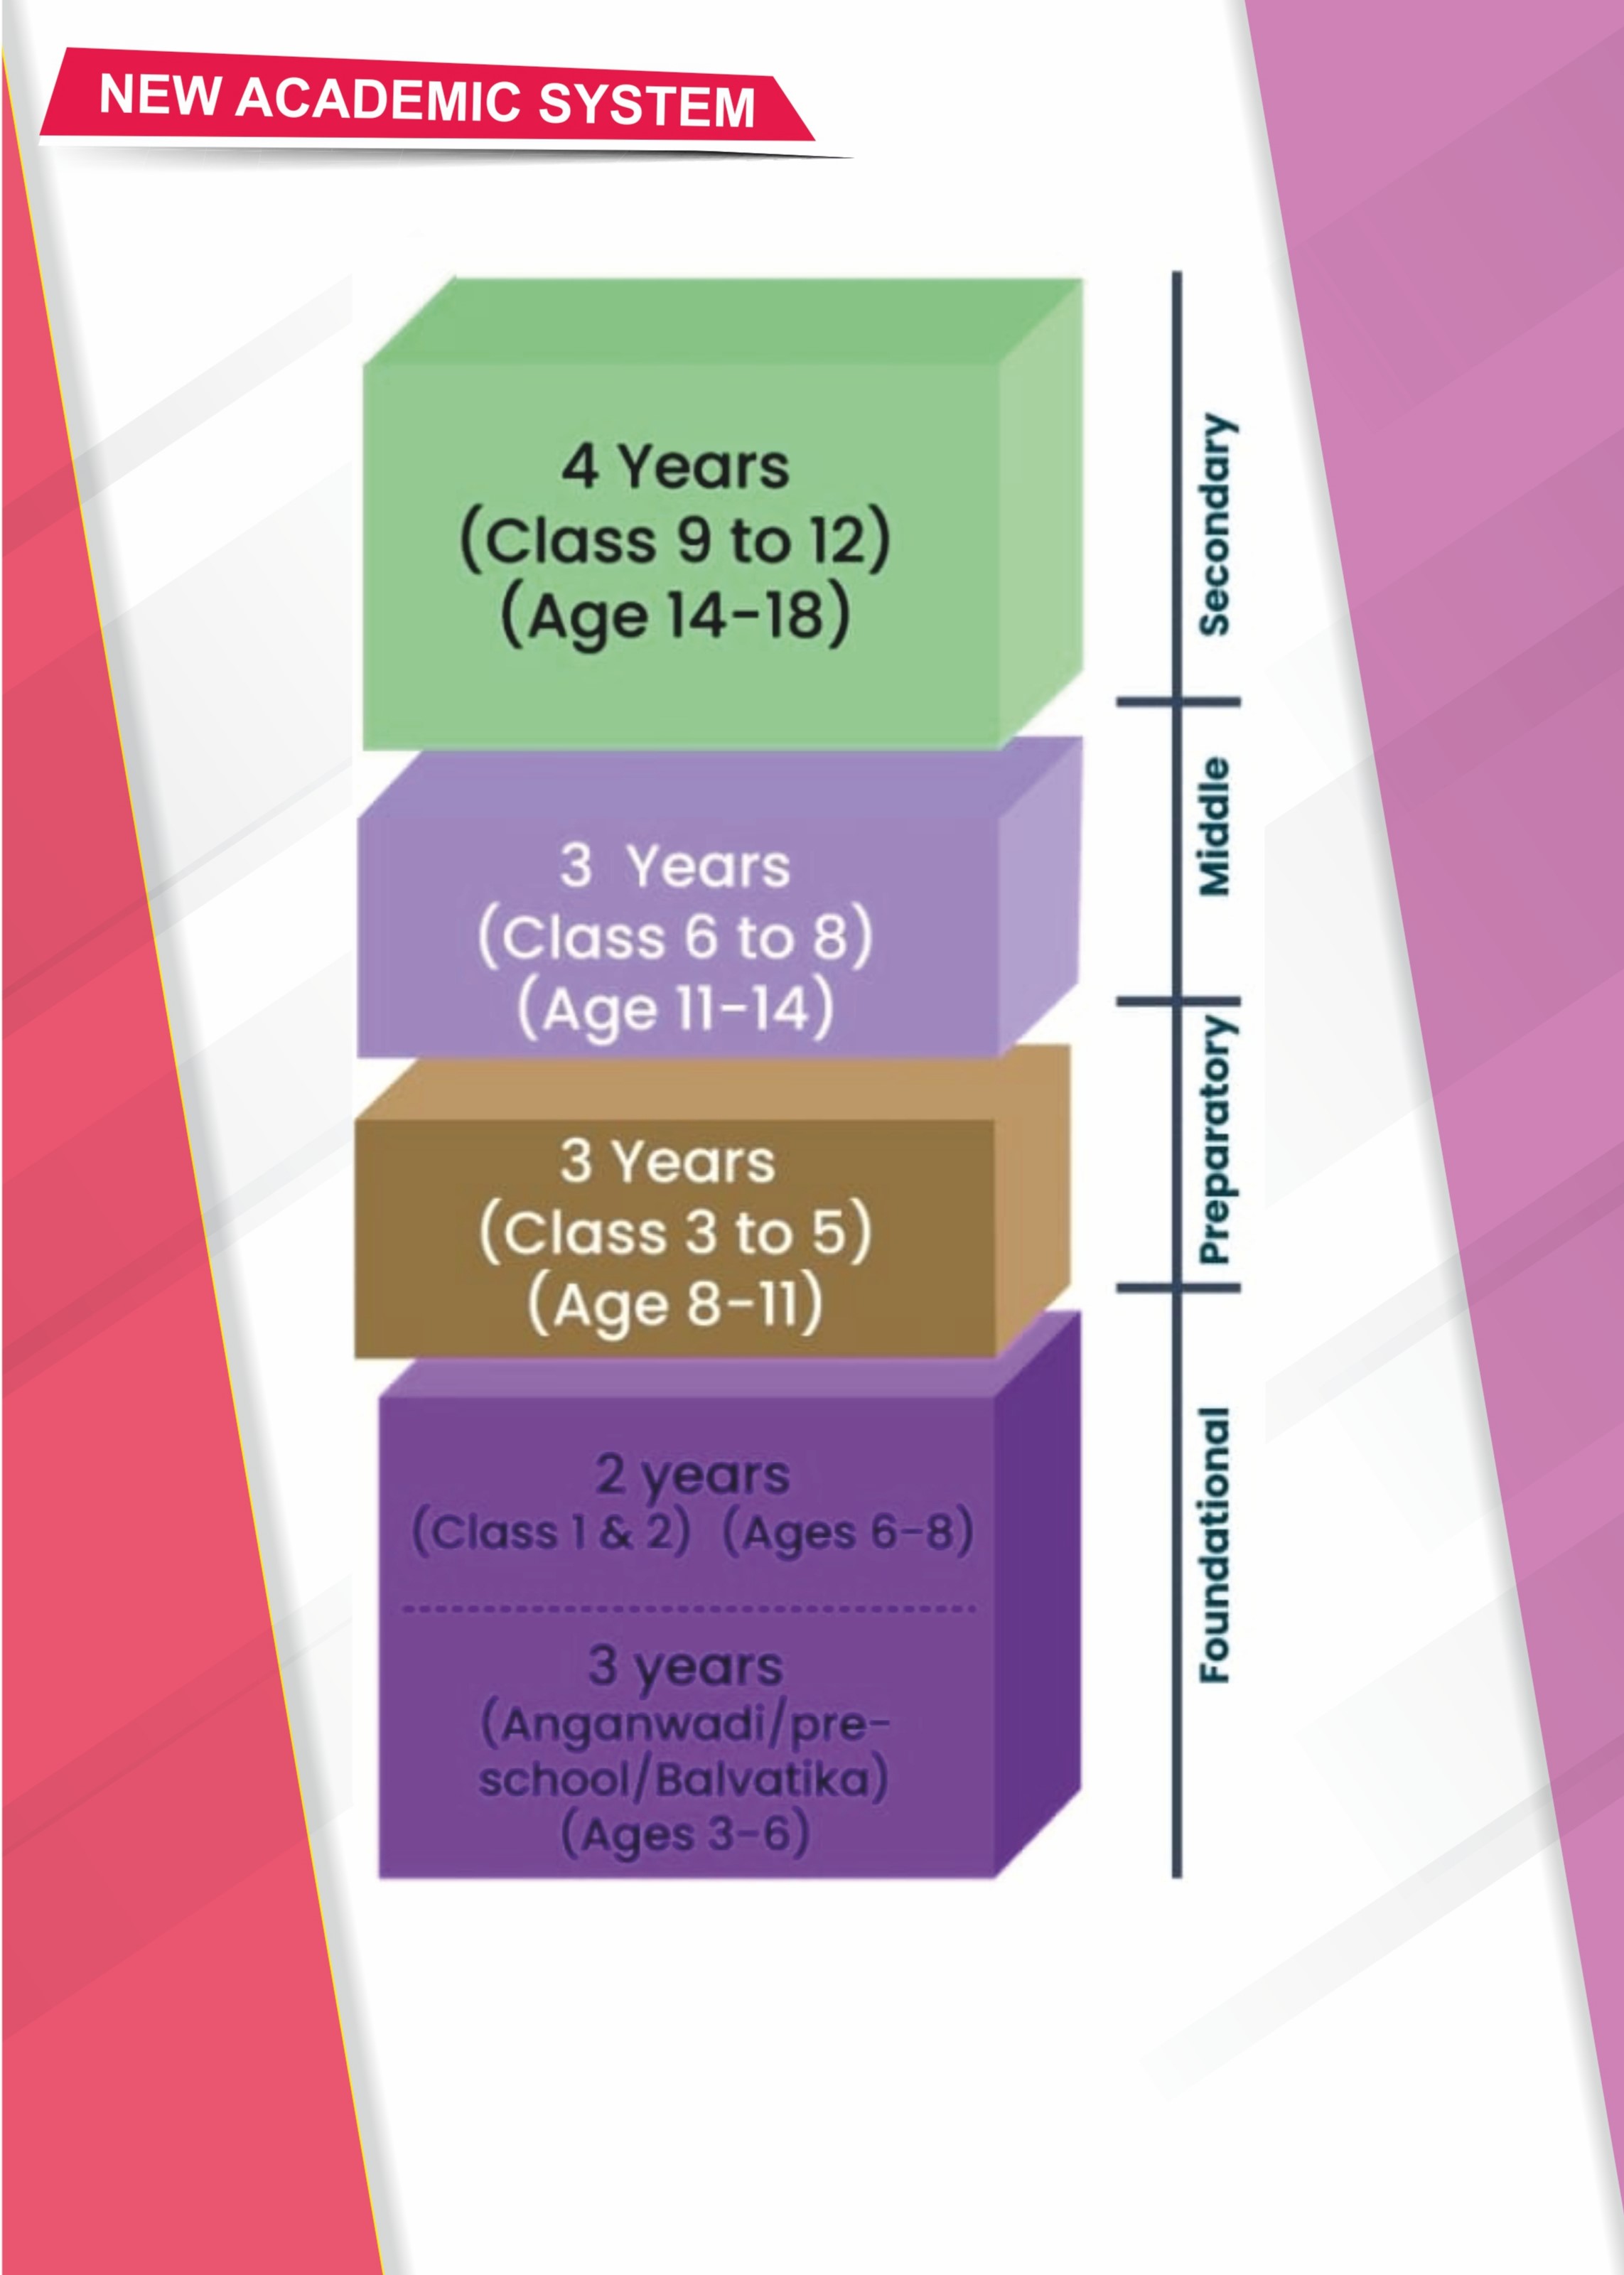 NEW ACADEMIC SYSTEM
4 Years
(Class 9 to 12)
(Age 14-18)
Secondary
3 Years
(Class 6 to 8)
(Age 11-14)
Middle
3 Years
(Class 3 to 5)
(Age 8-11)
Preparatory
2 years
(Class 1 & 2) (Ages 6-8)
3 years
(Anganwadi/pre-
school/Balvatika)
(Ages 3-6)
Foundational